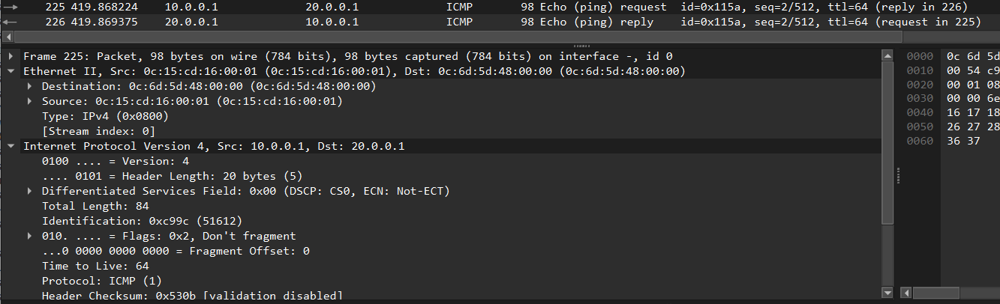 225 419.868224 10.0.0.1 20.0.0.1 ICMP 98 Echo (ping) request id=0x115a, seq=2/512, ttl=64 (reply in 226)
226 419.869375 20.0.0.1 10.0.0.1 ICMP 98 Echo (ping) reply id=0x115a, seq=2/512, ttl=64 (request in 225)
Frame 225: Packet, 98 bytes on wire (784 bits), 98 bytes captured (784 bits) on interface -, id 0
Ethernet II, Src: 0c:15:cd:16:00:01 (0c:15:cd:16:00:01), Dst: 0c:6d:5d:48:00:00 (0c:6d:5d:48:00:00)
Destination: 0c:6d:5d:48:00:00 (0c:6d:5d:48:00:00)
Source: 0c:15:cd:16:00:01 (0c:15:cd:16:00:01)
Type: IPv4 (0x0800)
[Stream index: 0]
Internet Protocol Version 4, Src: 10.0.0.1, Dst: 20.0.0.1
0100 .... = Version: 4
.... 0101 = Header Length: 20 bytes (5)
Differentiated Services Field: 0x00 (DSCP: CS0, ECN: Not-ECT)
Total Length: 84
Identification: 0xc99c (51612)
010. .... = Flags: 0x2, Don't fragment
...0 0000 0000 0000 = Fragment Offset: 0
Time to Live: 64
Protocol: ICMP (1)
Header Checksum: 0x530b [validation disabled]
0000 0c 6d 5d
0010 00 54 c9
0020 00 01 08
0030 00 00 6e
0040 16 17 18
0050 26 27 28
0060 36 37